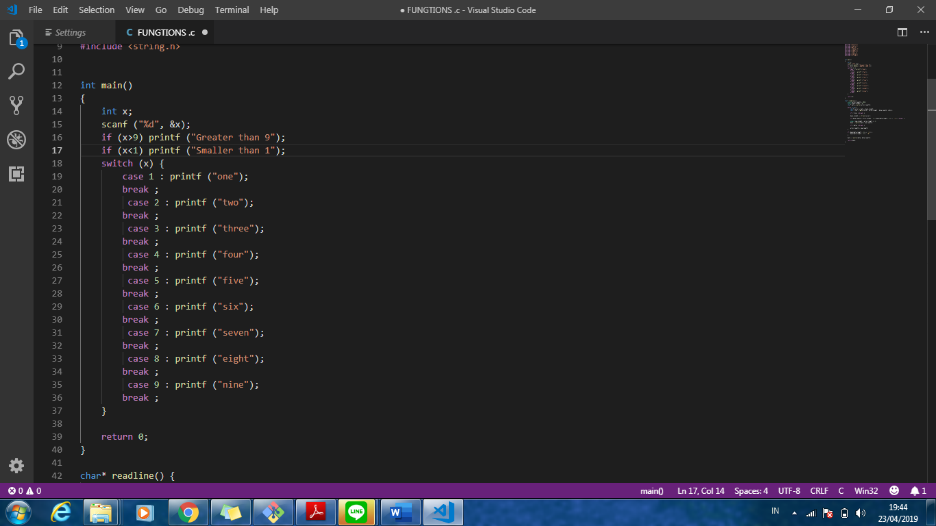 File Edit Selection View Go Debug Terminal Help ● FUNGTIONS .c - Visual Studio Code
Settings C FUNGTIONS .c ●
1
9 #include <string.h>
10
11
12 int main()
13 {
14 int x;
15 scanf ("%d", &x);
16 if (x>9) printf ("Greater than 9");
17 if (x<1) printf ("Smaller than 1");
18 switch (x) {
19 case 1 : printf ("one");
20 break ;
21 case 2 : printf ("two");
22 break ;
23 case 3 : printf ("three");
24 break ;
25 case 4 : printf ("four");
26 break ;
27 case 5 : printf ("five");
28 break ;
29 case 6 : printf ("six");
30 break ;
31 case 7 : printf ("seven");
32 break ;
33 case 8 : printf ("eight");
34 break ;
35 case 9 : printf ("nine");
36 break ;
37 }
38
39 return 0;
40 }
41
42 char* readline() {
0 0 main() Ln 17, Col 14 Spaces: 4 UTF-8 CRLF C Win32 1
LINE W IN 19:44
23/04/2019